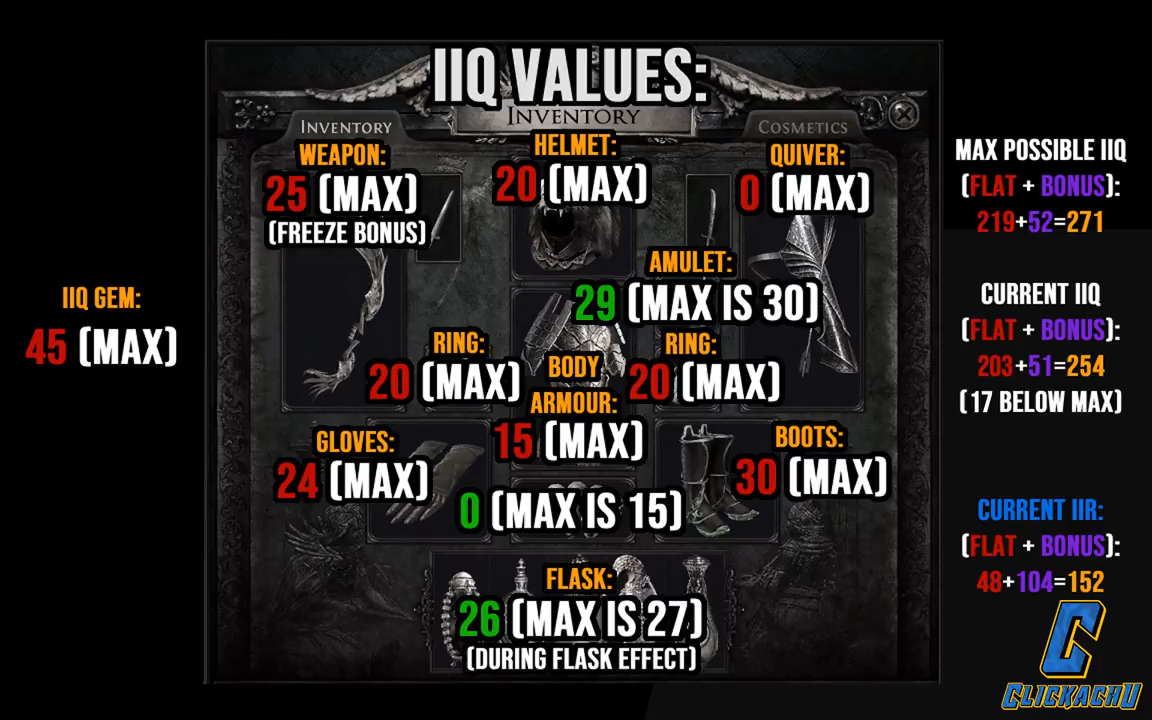 IIQ VALUES:
INVENTORY
INVENTORY
COSMETICS
WEAPON:
25 (MAX)
(FREEZE BONUS)
HELMET:
20 (MAX)
QUIVER:
0 (MAX)
AMULET:
29 (MAX IS 30)
IIQ GEM:
45 (MAX)
RING:
20 (MAX)
BODY
ARMOUR:
15 (MAX)
RING:
20 (MAX)
GLOVES:
24 (MAX)
0 (MAX IS 15)
BOOTS:
30 (MAX)
FLASK:
26 (MAX IS 27)
(DURING FLASK EFFECT)
MAX POSSIBLE IIQ
(FLAT + BONUS):
219+52=271
CURRENT IIQ
(FLAT + BONUS):
203+51=254
(17 BELOW MAX)
CURRENT IIR:
(FLAT + BONUS):
48+104=152
C
CLICKACHU